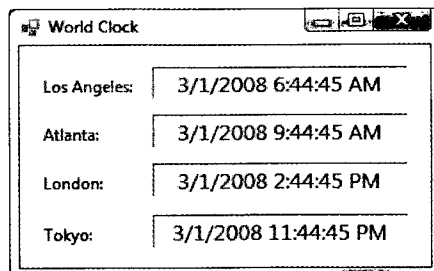 World Clock
Los Angeles: 3/1/2008 6:44:45 AM
Atlanta: 3/1/2008 9:44:45 AM
London: 3/1/2008 2:44:45 PM
Tokyo: 3/1/2008 11:44:45 PM